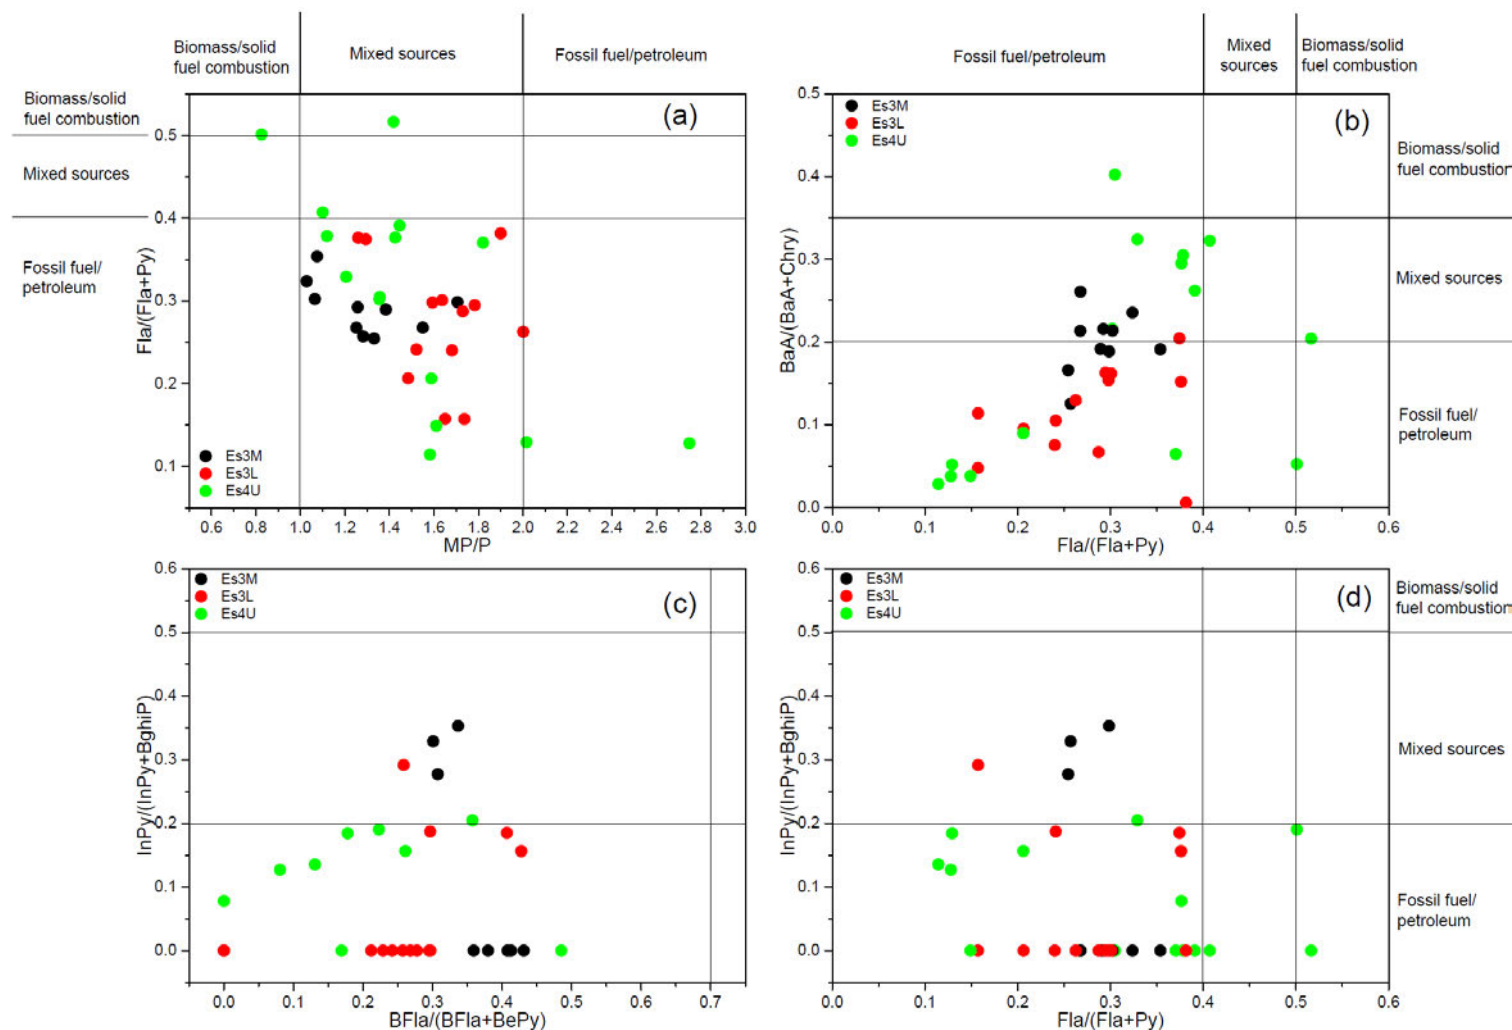 Biomass/solid
fuel combustion
Mixed sources
Fossil fuel/petroleum
Biomass/solid
fuel combustion
Mixed sources
Fossil fuel/
petroleum
(a)
0.5
0.4
0.3
0.2
0.1
Fla/(Fla+Py)
Es3M
Es3L
Es4U
0.6 0.8 1.0 1.2 1.4 1.6 1.8 2.0 2.2 2.4 2.6 2.8 3.0
MP/P
Fossil fuel/petroleum
Mixed
sources
Biomass/solid
fuel combustion
(b)
Es3M
Es3L
Es4U
0.5
0.4
0.3
0.2
0.1
0.0
BaA/(BaA+Chry)
0.0 0.1 0.2 0.3 0.4 0.5 0.6
Fla/(Fla+Py)
Biomass/solid
fuel combustion
Mixed sources
Fossil fuel/
petroleum
(c)
Es3M
Es3L
Es4U
0.6
0.5
0.4
0.3
0.2
0.1
0.0
InPy/(InPy+BghiP)
0.0 0.1 0.2 0.3 0.4 0.5 0.6 0.7
BFla/(BFla+BePy)
(d)
Es3M
Es3L
Es4U
0.6
0.5
0.4
0.3
0.2
0.1
0.0
InPy/(InPy+BghiP)
0.0 0.1 0.2 0.3 0.4 0.5 0.6
Fla/(Fla+Py)
Biomass/solid
fuel combustion
Mixed sources
Fossil fuel/
petroleum